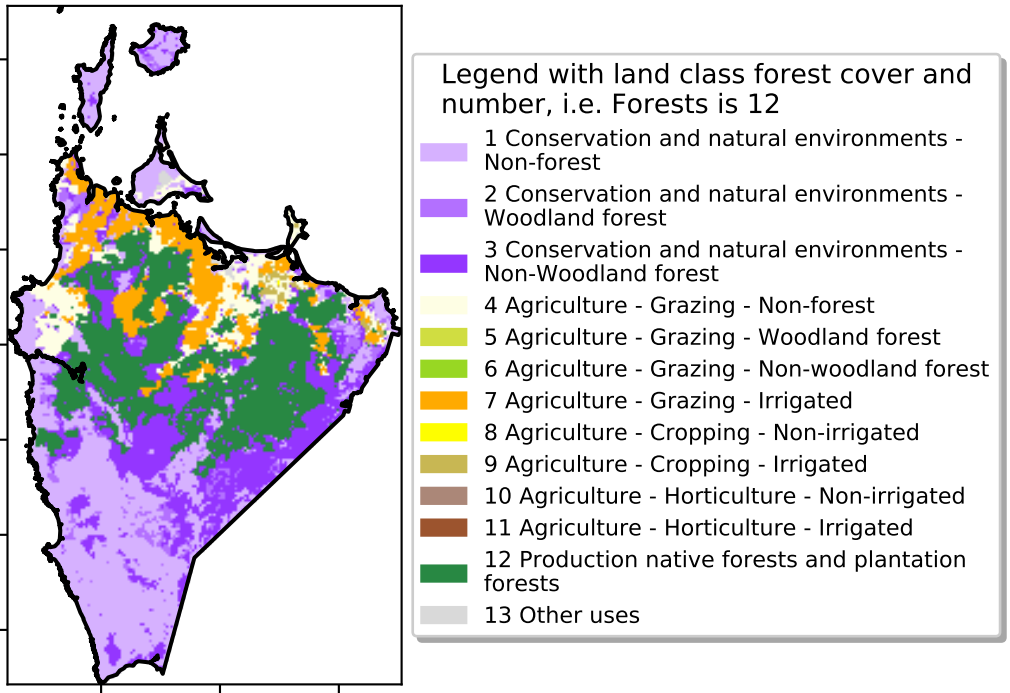 Legend with land class forest cover and
number, i.e. Forests is 12
1 Conservation and natural environments -
Non-forest
2 Conservation and natural environments -
Woodland forest
3 Conservation and natural environments -
Non-Woodland forest
4 Agriculture - Grazing - Non-forest
5 Agriculture - Grazing - Woodland forest
6 Agriculture - Grazing - Non-woodland forest
7 Agriculture - Grazing - Irrigated
8 Agriculture - Cropping - Non-irrigated
9 Agriculture - Cropping - Irrigated
10 Agriculture - Horticulture - Non-irrigated
11 Agriculture - Horticulture - Irrigated
12 Production native forests and plantation
forests
13 Other uses